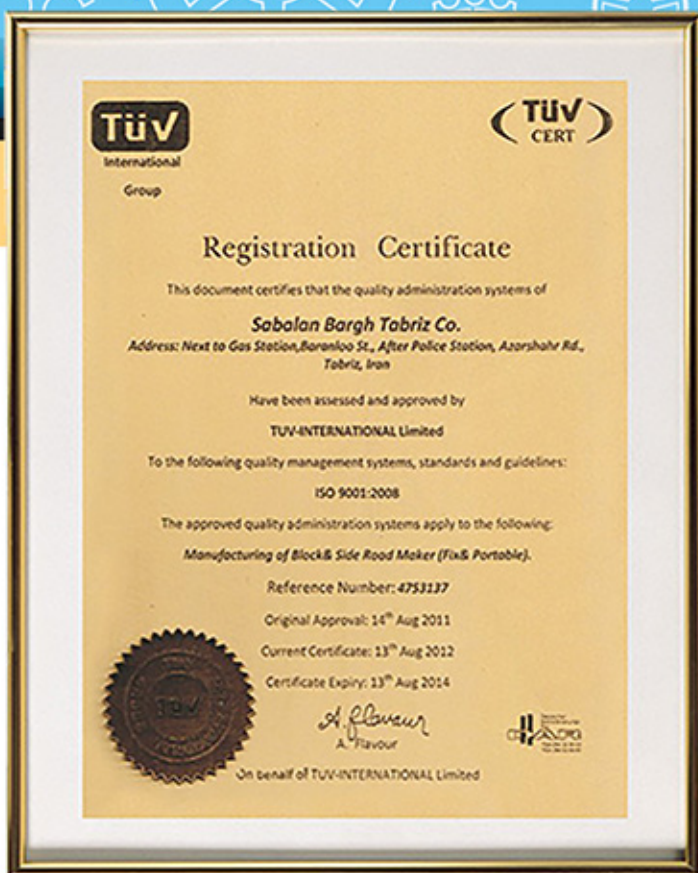 TÜV
International
Group
TÜV
CERT
Registration Certificate
This document certifies that the quality administration systems of
Sabalan Bargh Tabriz Co.
Address: Next to Gas Station,Baranloo St., After Police Station, Azarshahr Rd.,
Tabriz, Iran
Have been assessed and approved by
TUV-INTERNATIONAL Limited
To the following quality management systems, standards and guidelines:
ISO 9001:2008
The approved quality administration systems apply to the following:
Manufacturing of Block& Side Road Maker (Fix& Portable).
Reference Number: 4753137
Original Approval: 14th Aug 2011
Current Certificate: 13th Aug 2012
Certificate Expiry: 13th Aug 2014
A. Flavour
A. Flavour
On behalf of TUV-INTERNATIONAL Limited
TÜV